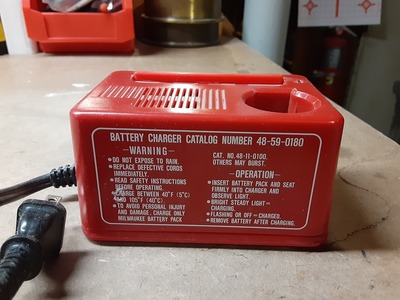 BATTERY CHARGER CATALOG NUMBER 48-59-0180
—WARNING—
• DO NOT EXPOSE TO RAIN.
• REPLACE DEFECTIVE CORDS
IMMEDIATELY.
• READ SAFETY INSTRUCTIONS
BEFORE OPERATING.
• CHARGE BETWEEN 40°F (5°C)
AND 105°F (40°C)
• TO AVOID PERSONAL INJURY
AND DAMAGE, CHARGE ONLY
MILWAUKEE BATTERY PACK
CAT. NO. 48-11-0100.
OTHERS MAY BURST.
—OPERATION—
• INSERT BATTERY PACK AND SEAT
FIRMLY INTO CHARGER AND
OBSERVE LIGHT.
• BRIGHT STEADY LIGHT=
CHARGING.
• FLASHING OR OFF=CHARGED.
• REMOVE BATTERY AFTER CHARGING.